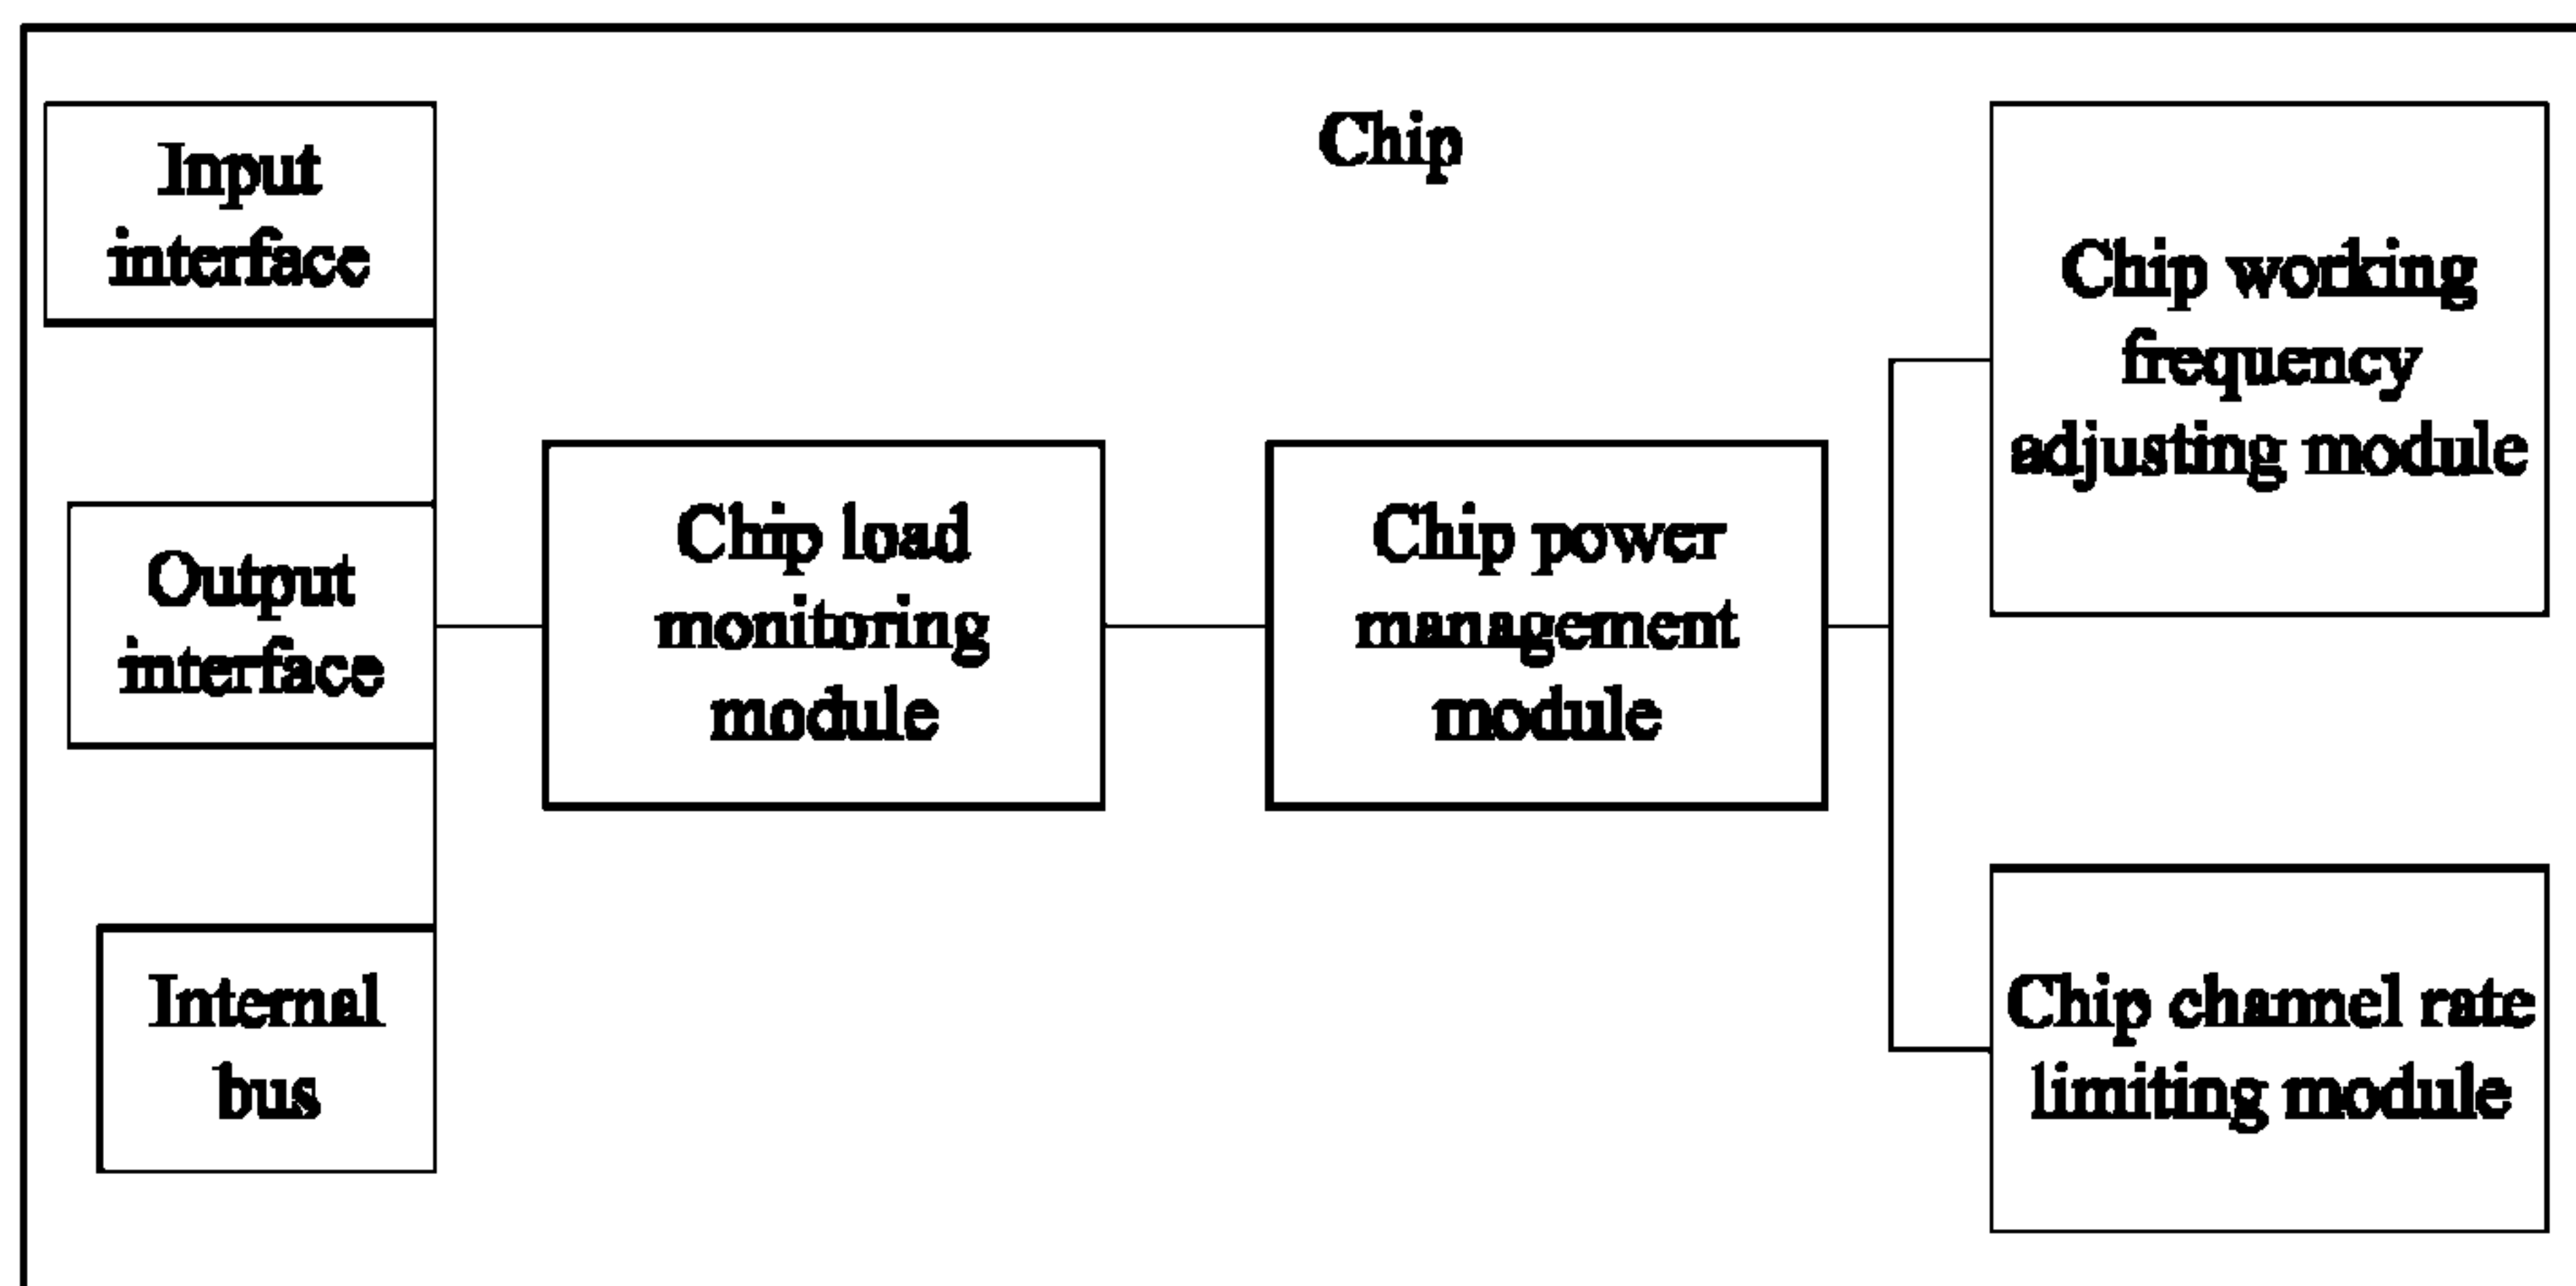 Chip
Input
interface
Output
interface
Internal
bus
Chip load
monitoring
module
Chip power
management
module
Chip working
frequency
adjusting module
Chip channel rate
limiting module